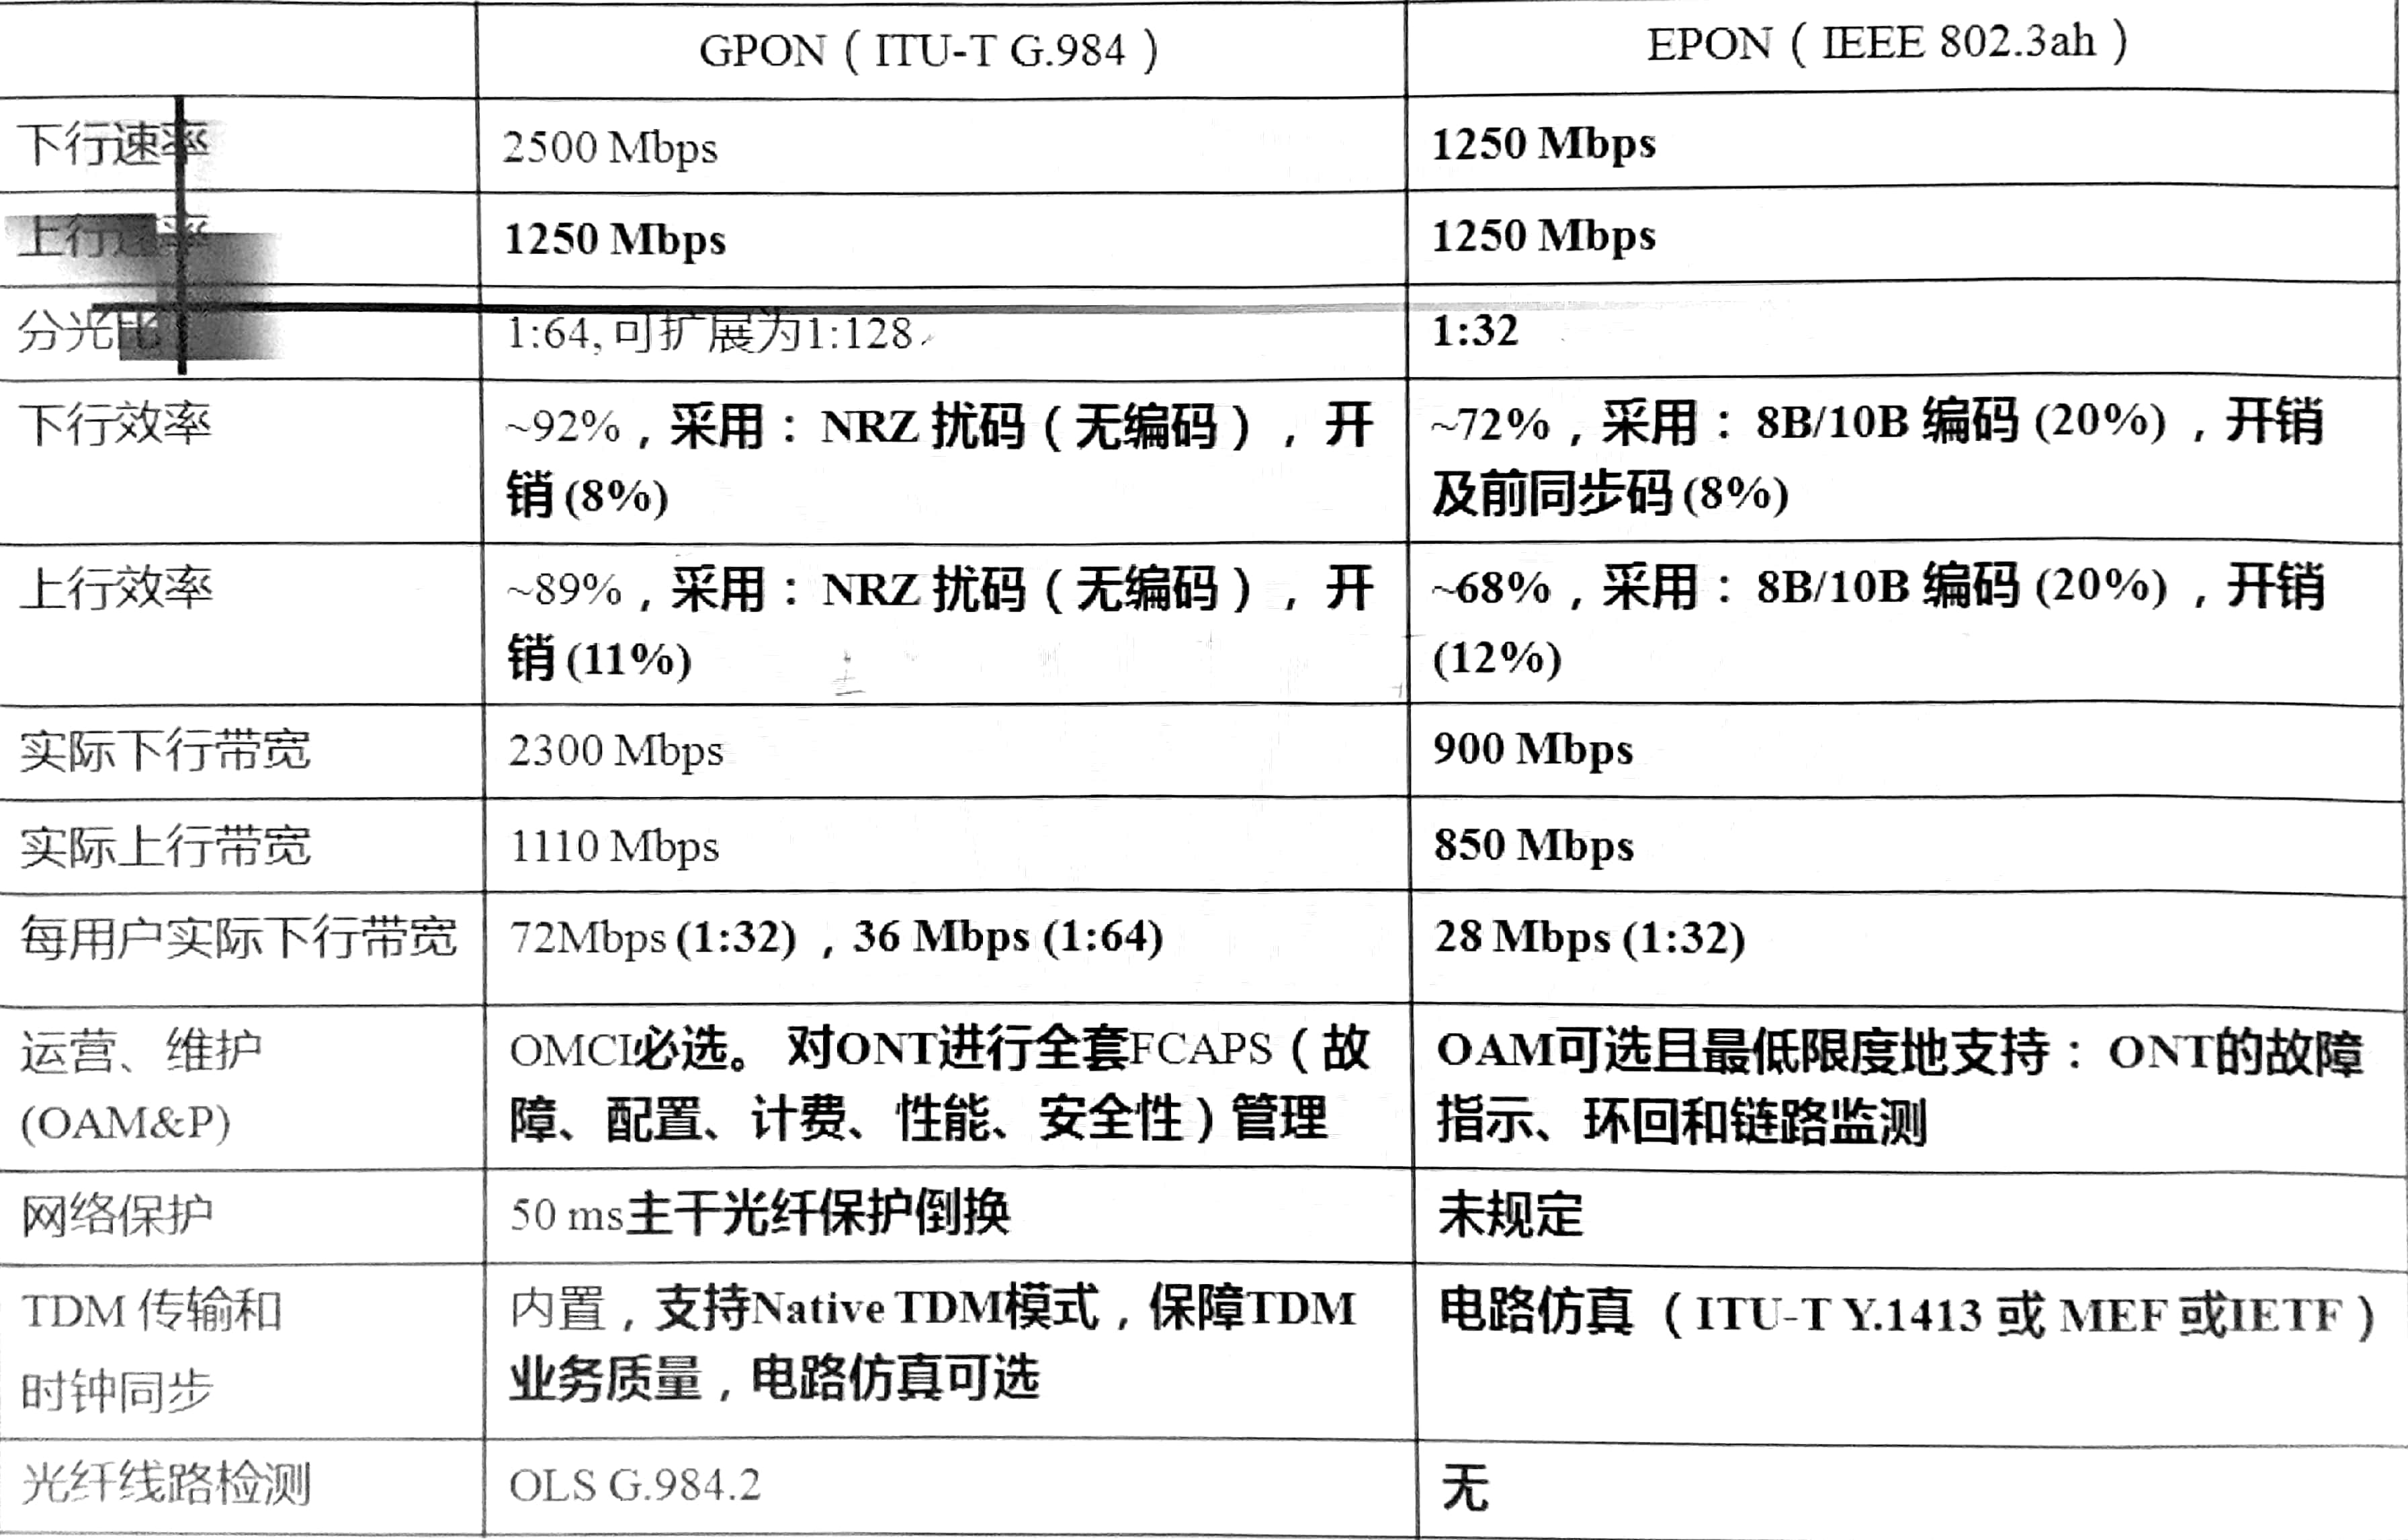 GPON（ITU-T G.984） EPON（IEEE 802.3ah）
下行速率 2500 Mbps 1250 Mbps
上行速率 1250 Mbps 1250 Mbps
分光比 1:64, 可扩展为1:128 1:32
下行效率 ~92%，采用：NRZ 扰码（无编码），开 ~72%，采用：8B/10B 编码 (20%)，开销
销 (8%) 及前同步码 (8%)
上行效率 ~89%，采用：NRZ 扰码（无编码），开 ~68%，采用：8B/10B 编码 (20%)，开销
销 (11%) (12%)
实际下行带宽 2300 Mbps 900 Mbps
实际上行带宽 1110 Mbps 850 Mbps
每用户实际下行带宽 72Mbps (1:32)，36 Mbps (1:64) 28 Mbps (1:32)
运营、维护 OMCI必选。 对ONT进行全套FCAPS（故 OAM可选且最低限度地支持：ONT的故障
(OAM&P) 障、配置、计费、性能、安全性）管理 指示、环回和链路监测
网络保护 50 ms主干光纤保护倒换 未规定
TDM 传输和 内置，支持Native TDM模式，保障TDM 电路仿真（ITU-T Y.1413 或 MEF 或IETF）
时钟同步 业务质量，电路仿真可选
光纤线路检测 OLS G.984.2 无